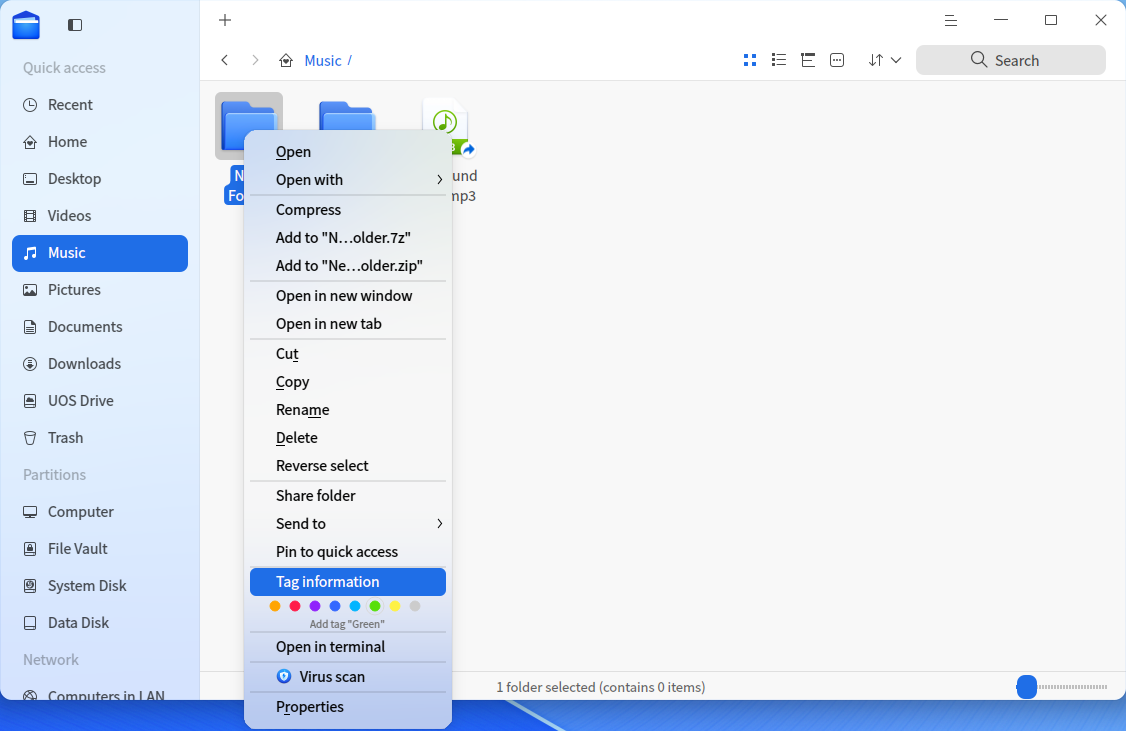 Quick access
Recent
Home
Desktop
Videos
Music
Pictures
Documents
Downloads
UOS Drive
Trash
Partitions
Computer
File Vault
System Disk
Data Disk
Network
Computers in LAN
Music /
Search
Open
Open with
Compress
Add to "N…older.7z"
Add to "Ne…older.zip"
Open in new window
Open in new tab
Cut
Copy
Rename
Delete
Reverse select
Share folder
Send to
Pin to quick access
Tag information
Add tag "Green"
Open in terminal
Virus scan
Properties
und
mp3
1 folder selected (contains 0 items)